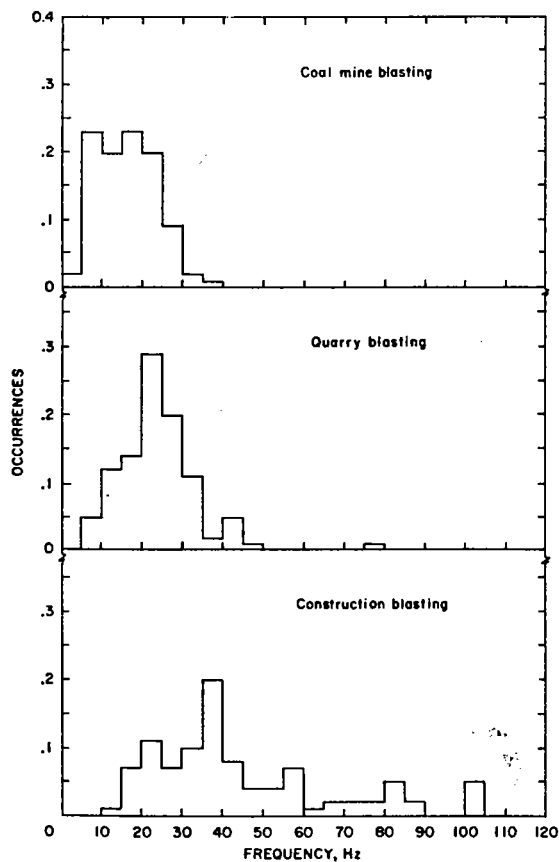 0.4
Coal mine blasting
.3
.2
.1
0
Quarry blasting
.3
.2
.1
0
OCCURRENCES
Construction blasting
.3
.2
.1
0 10 20 30 40 50 60 70 80 90 100 110 120
FREQUENCY, Hz